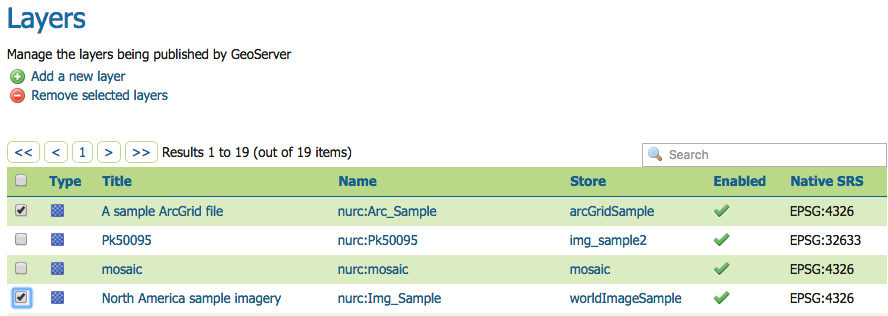 Layers
Manage the layers being published by GeoServer
Add a new layer
Remove selected layers
<< < 1 > >> Results 1 to 19 (out of 19 items) Search
Type Title Name Store Enabled Native SRS
A sample ArcGrid file nurc:Arc_Sample arcGridSample EPSG:4326
Pk50095 nurc:Pk50095 img_sample2 EPSG:32633
mosaic nurc:mosaic mosaic EPSG:4326
North America sample imagery nurc:Img_Sample worldImageSample EPSG:4326